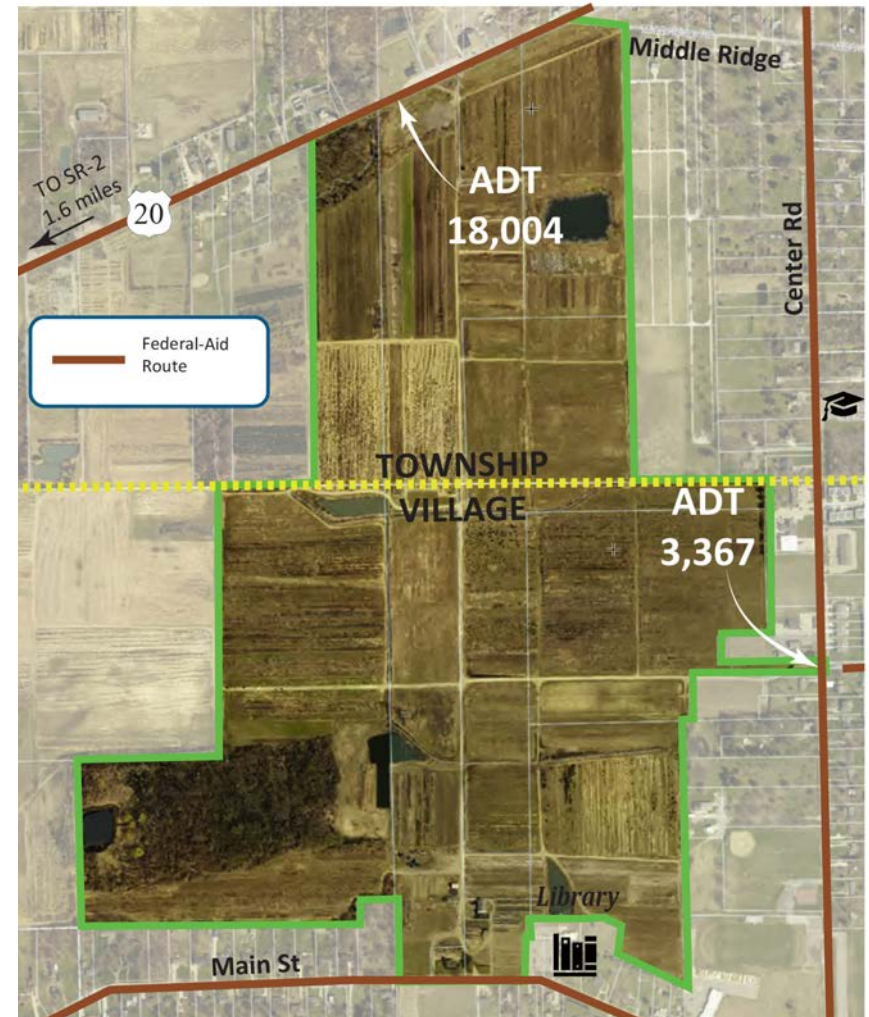 Middle Ridge
TO SR-2
1.6 miles
20
ADT
18,004
Center Rd
Federal-Aid
Route
TOWNSHIP
VILLAGE
ADT
3,367
Library
Main St